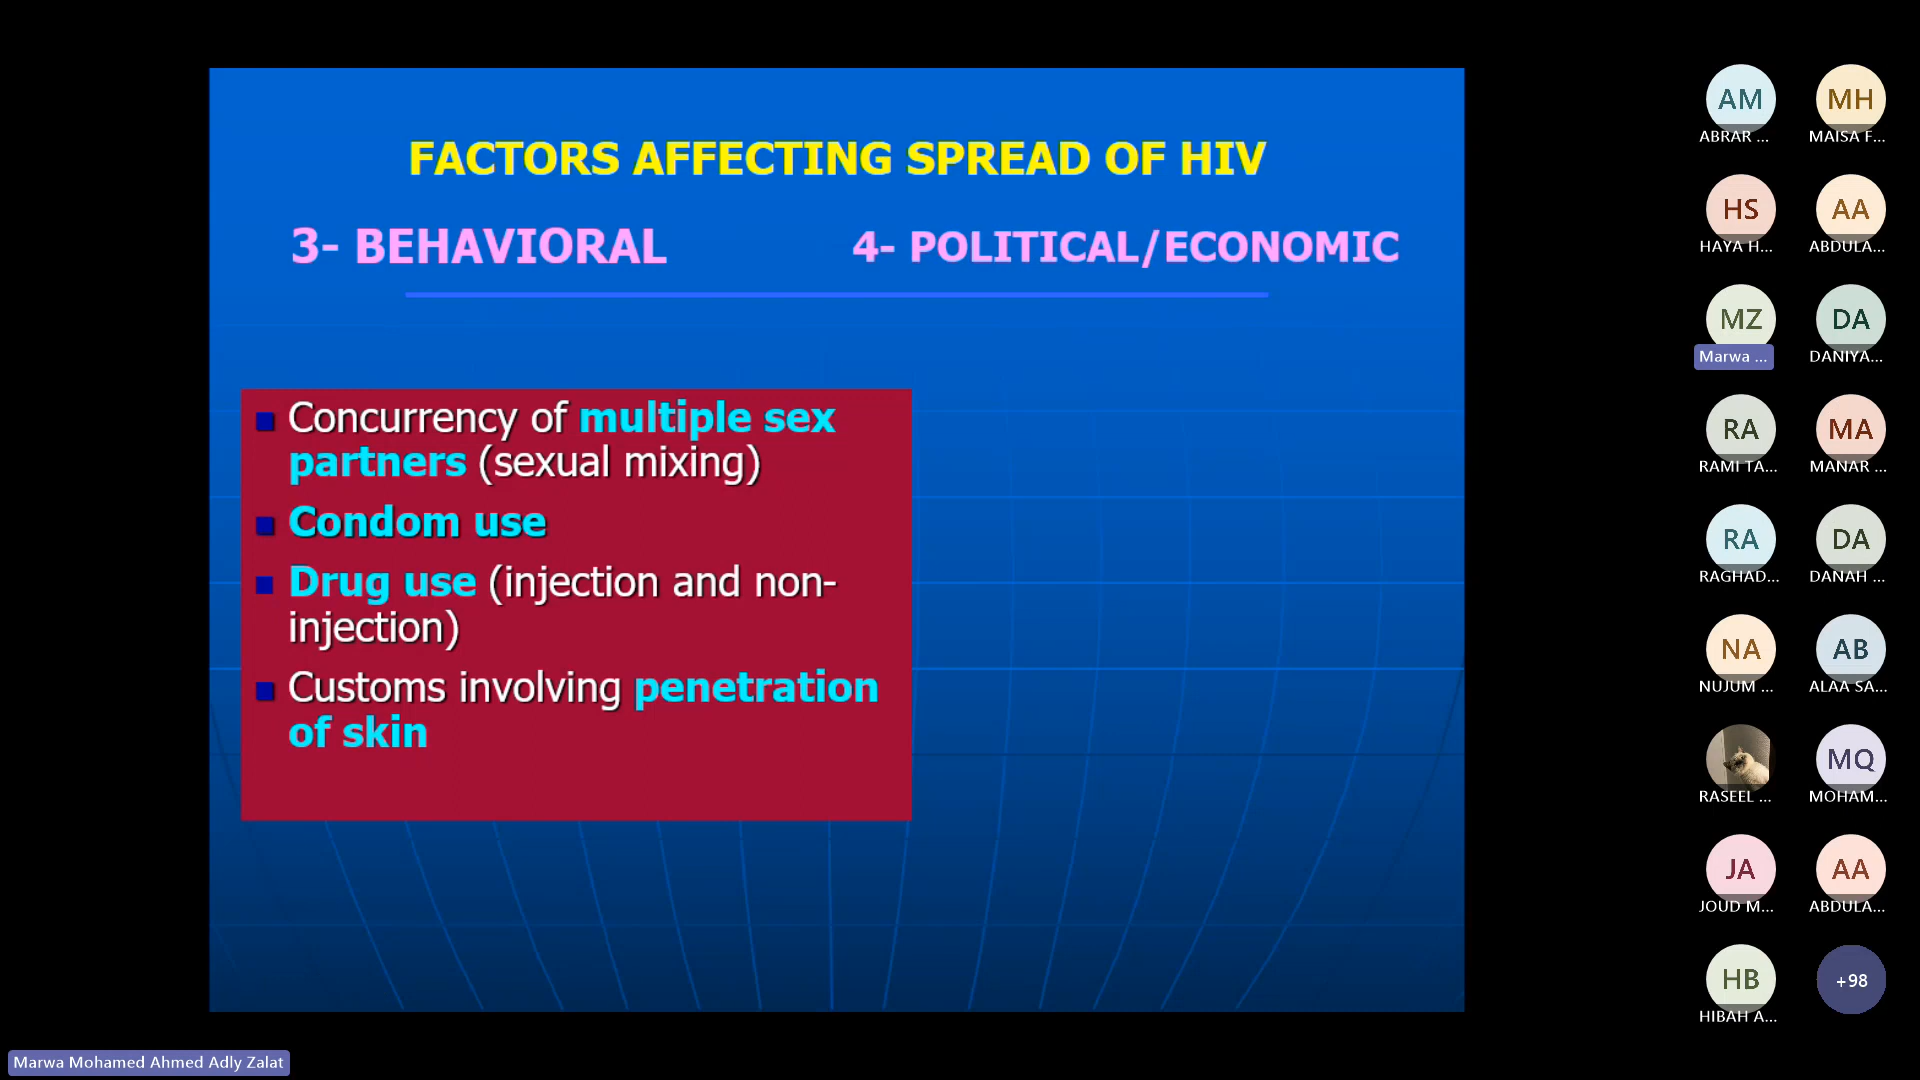 FACTORS AFFECTING SPREAD OF HIV
3- BEHAVIORAL
4- POLITICAL/ECONOMIC
Concurrency of multiple sex
partners (sexual mixing)
Condom use
Drug use (injection and non-
injection)
Customs involving penetration
of skin
AM
ABRAR ...
MH
MAISA F...
HS
HAYA H...
AA
ABDULA...
MZ
Marwa ...
DA
DANIYA...
RA
RAMI TA...
MA
MANAR ...
RA
RAGHAD...
DA
DANAH ...
NA
NUJUM ...
AB
ALAA SA...
RASEEL ...
MQ
MOHAM...
JA
JOUD M...
AA
ABDULA...
HB
HIBAH A...
+98
Marwa Mohamed Ahmed Adly Zalat